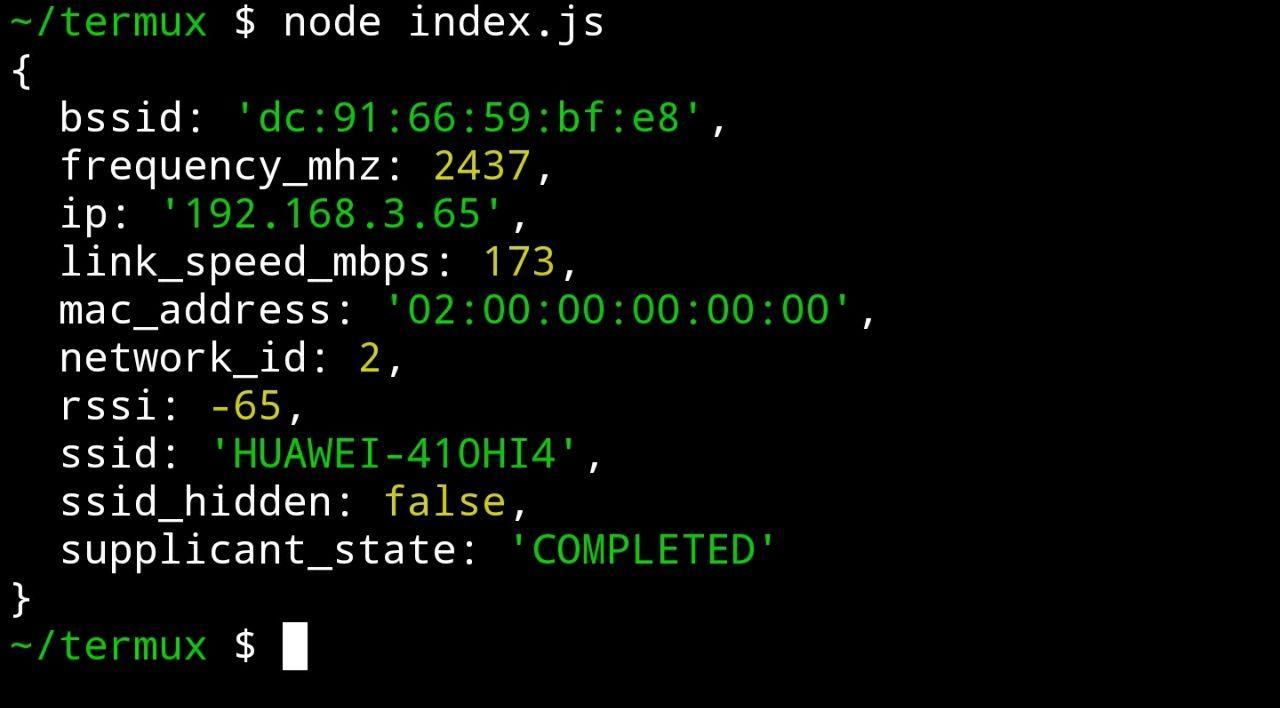 ~/termux $ node index.js
{
  bssid: 'dc:91:66:59:bf:e8',
  frequency_mhz: 2437,
  ip: '192.168.3.65',
  link_speed_mbps: 173,
  mac_address: '02:00:00:00:00:00',
  network_id: 2,
  rssi: -65,
  ssid: 'HUAWEI-410HI4',
  ssid_hidden: false,
  supplicant_state: 'COMPLETED'
}
~/termux $